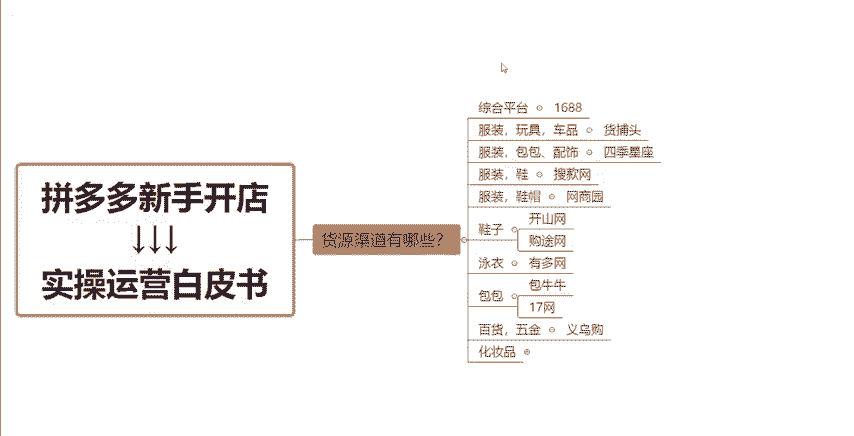 拼多多新手开店
↓↓↓
实操运营白皮书
货源渠道有哪些？
综合平台 1688
服装，玩具，车品 货捕头
服装，包包、配饰 四季星座
服装，鞋 搜款网
服装，鞋帽 网商园
鞋子 开山网
购途网
泳衣 有多网
包包 包牛牛
17网
百货，五金 义乌购
化妆品